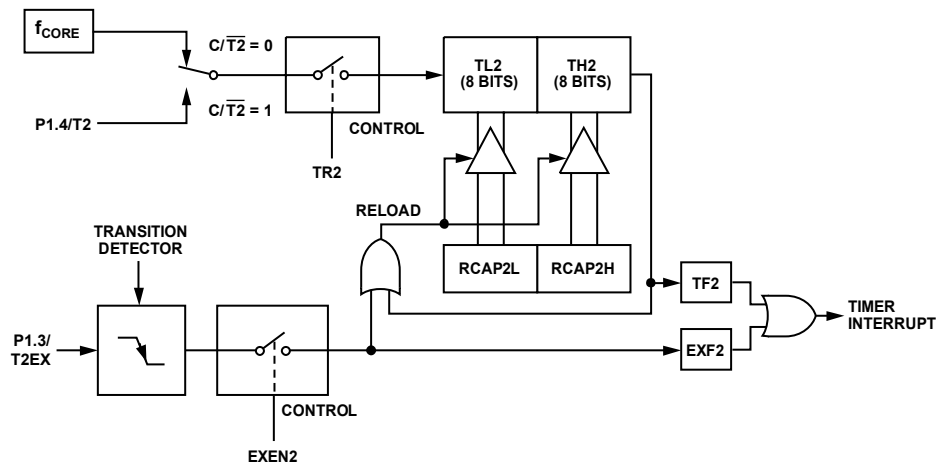 fCORE
C/T2 = 0
C/T2 = 1
P1.4/T2
CONTROL
TR2
TL2
(8 BITS)
TH2
(8 BITS)
RELOAD
TRANSITION
DETECTOR
RCAP2L
RCAP2H
TF2
TIMER
INTERRUPT
P1.3/
T2EX
EXF2
CONTROL
EXEN2